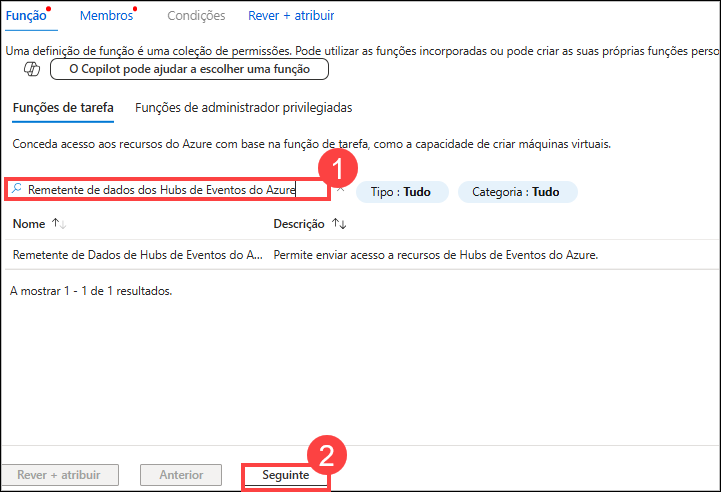 Função Membros Condições Rever + atribuir
Uma definição de função é uma coleção de permissões. Pode utilizar as funções incorporadas ou pode criar as suas próprias funções perso
O Copilot pode ajudar a escolher uma função
Funções de tarefa Funções de administrador privilegiadas
Conceda acesso aos recursos do Azure com base na função de tarefa, como a capacidade de criar máquinas virtuais.
1
Remetente de dados dos Hubs de Eventos do Azure Tipo : Tudo Categoria : Tudo
Nome Descrição
Remetente de Dados de Hubs de Eventos do A... Permite enviar acesso a recursos de Hubs de Eventos do Azure.
A mostrar 1 - 1 de 1 resultados.
2
Rever + atribuir Anterior Seguinte